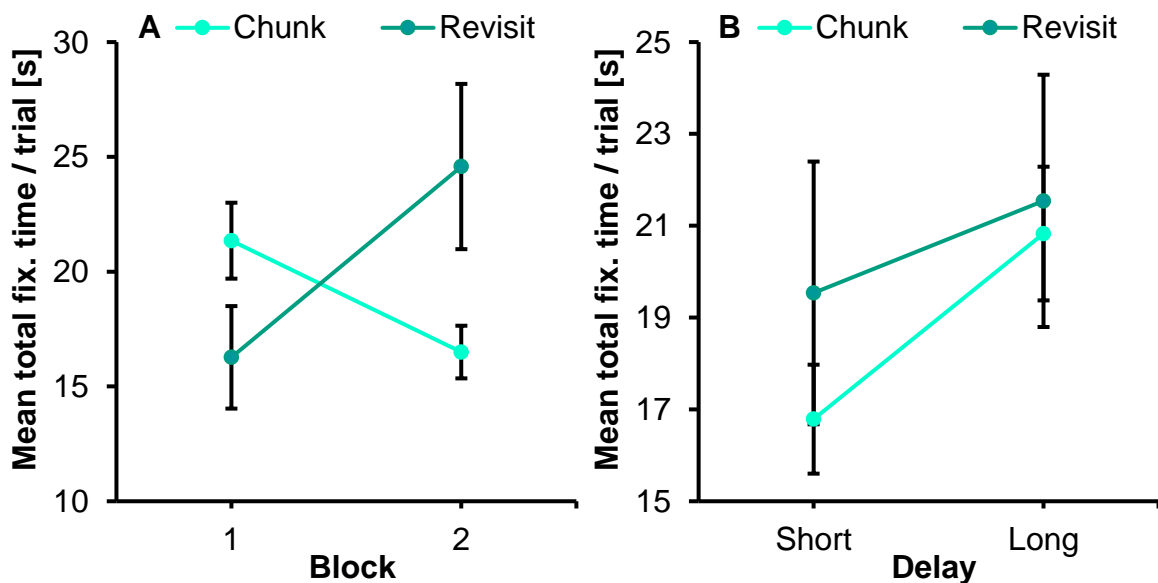 A Chunk Revisit
Mean total fix. time / trial [s]
30
25
20
15
10
1 2
Block
B Chunk Revisit
Mean total fix. time / trial [s]
25
23
21
19
17
15
Short Long
Delay